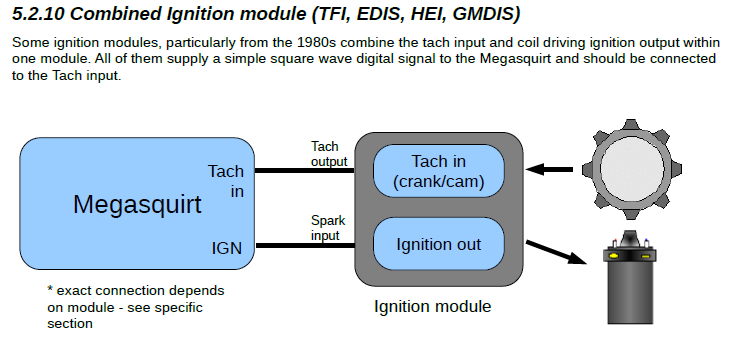 5.2.10 Combined Ignition module (TFI, EDIS, HEI, GMDIS)
Some ignition modules, particularly from the 1980s combine the tach input and coil driving ignition output within
one module. All of them supply a simple square wave digital signal to the Megasquirt and should be connected
to the Tach input.
Tach
output
Tach
in
Tach in
(crank/cam)
Megasquirt
Spark
input
IGN
Ignition out
* exact connection depends
on module - see specific
section
Ignition module